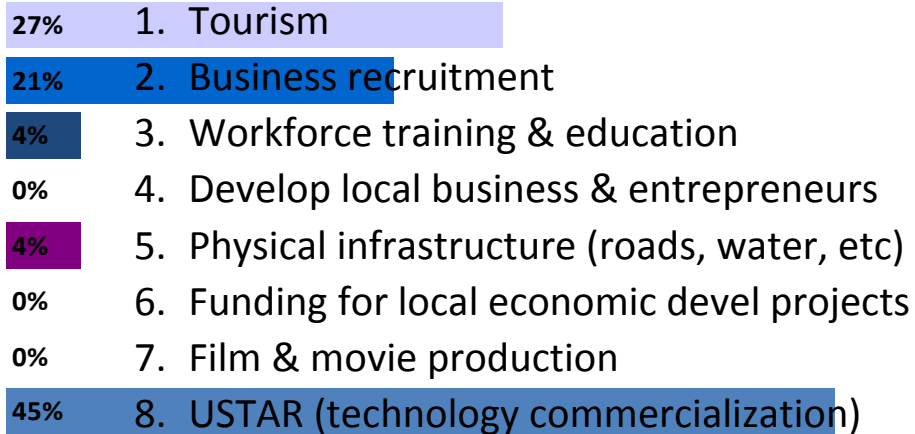 27% 1. Tourism
21% 2. Business recruitment
4% 3. Workforce training & education
0% 4. Develop local business & entrepreneurs
4% 5. Physical infrastructure (roads, water, etc)
0% 6. Funding for local economic devel projects
0% 7. Film & movie production
45% 8. USTAR (technology commercialization)